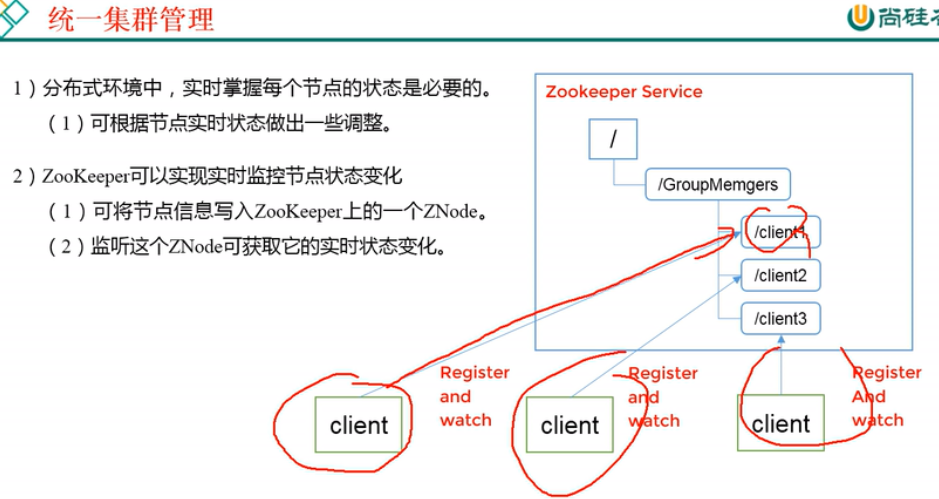 统一集群管理
尚硅
1）分布式环境中，实时掌握每个节点的状态是必要的。
（1）可根据节点实时状态做出一些调整。
2）ZooKeeper可以实现实时监控节点状态变化
（1）可将节点信息写入ZooKeeper上的一个ZNode。
（2）监听这个ZNode可获取它的实时状态变化。
Zookeeper Service
/
/GroupMemgers
/client1
/client2
/client3
Register
and
watch
Register
and
watch
Register
And
watch
client
client
client